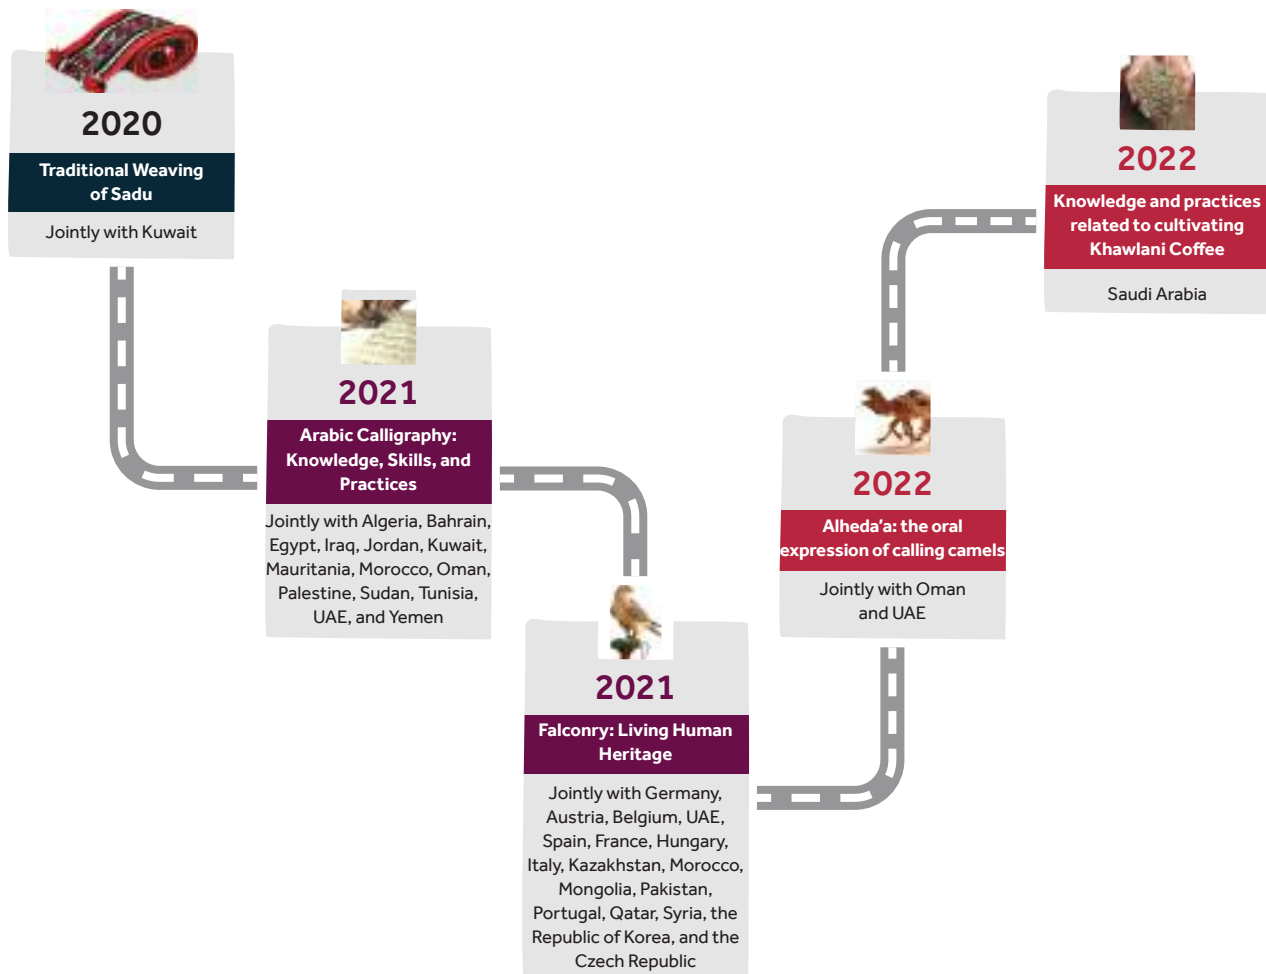 2020
Traditional Weaving
of Sadu
Jointly with Kuwait
2021
Arabic Calligraphy:
Knowledge, Skills, and
Practices
Jointly with Algeria, Bahrain,
Egypt, Iraq, Jordan, Kuwait,
Mauritania, Morocco, Oman,
Palestine, Sudan, Tunisia,
UAE, and Yemen
2021
Falconry: Living Human
Heritage
Jointly with Germany,
Austria, Belgium, UAE,
Spain, France, Hungary,
Italy, Kazakhstan, Morocco,
Mongolia, Pakistan,
Portugal, Qatar, Syria, the
Republic of Korea, and the
Czech Republic
2022
Alheda’a: the oral
expression of calling camels
Jointly with Oman
and UAE
2022
Knowledge and practices
related to cultivating
Khawlani Coffee
Saudi Arabia